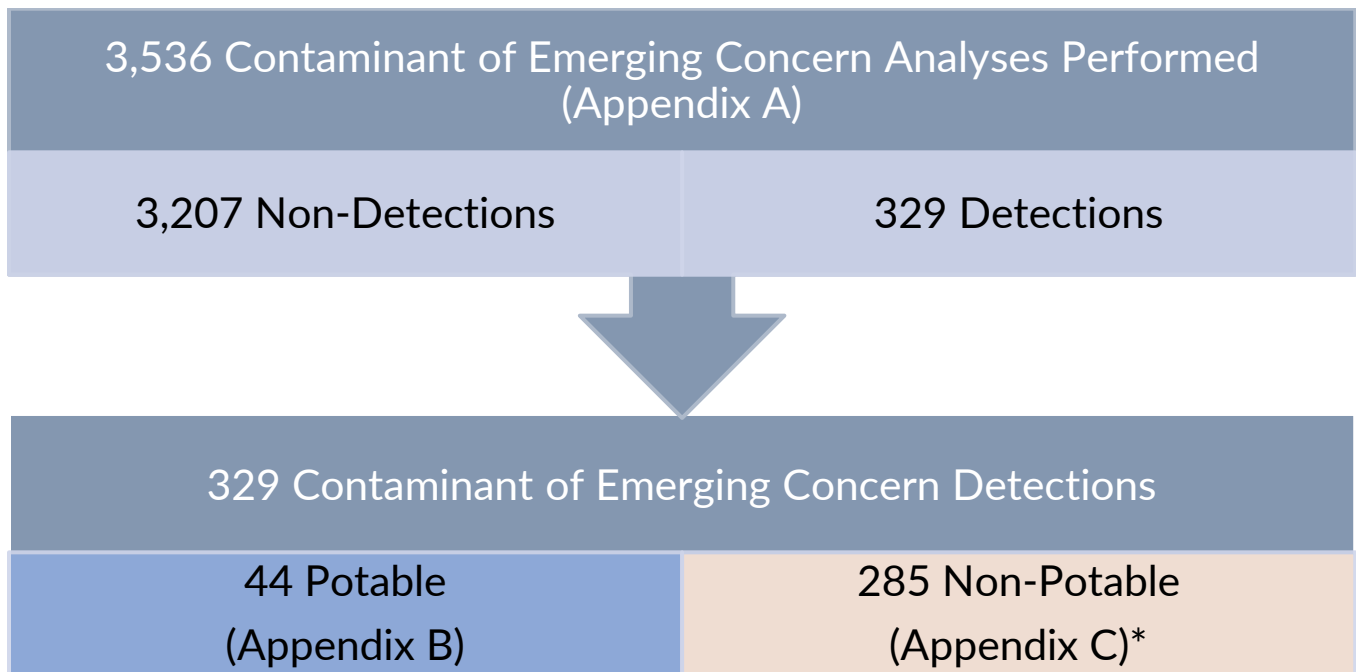 3,536 Contaminant of Emerging Concern Analyses Performed
(Appendix A)
3,207 Non-Detections
329 Detections
329 Contaminant of Emerging Concern Detections
44 Potable
(Appendix B)
285 Non-Potable
(Appendix C)*